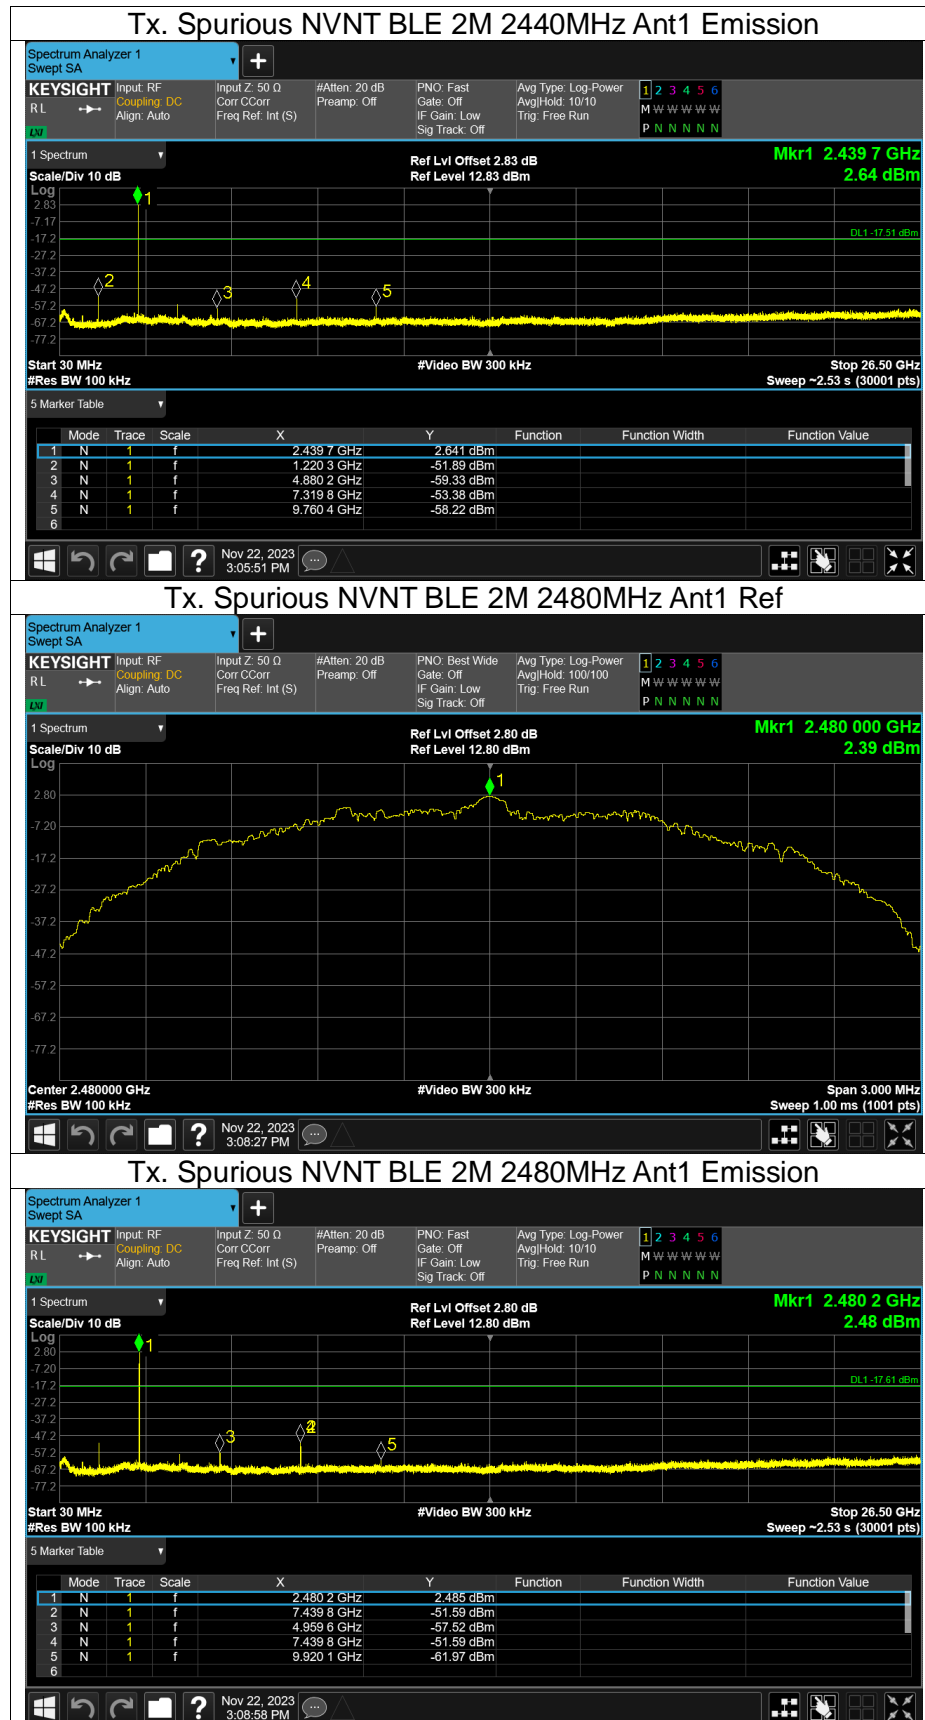 Tx. Spurious NVNT BLE 2M 2440MHz Ant1 Emission
Spectrum Analyzer 1
Swept SA
+
KEYSIGHT Input: RF Input Z: 50 Ω #Atten: 20 dB PNO: Fast Avg Type: Log-Power 1 2 3 4 5 6
R L Coupling: DC Corr CCorr Preamp: Off Gate: Off Avg|Hold: 10/10 M W W W W W
Align: Auto Freq Ref: Int (S) IF Gain: Low Trig: Free Run
LXI Sig Track: Off P N N N N N
1 Spectrum Ref Lvl Offset 2.83 dB Mkr1 2.439 7 GHz
Scale/Div 10 dB Ref Level 12.83 dBm 2.64 dBm
Log
1
2.83
-7.17
-17.2 DL1 -17.51 dBm
-27.2
-37.2
2 3 4 5
-47.2
-57.2
-67.2
-77.2
Start 30 MHz #Video BW 300 kHz Stop 26.50 GHz
#Res BW 100 kHz Sweep ~2.53 s (30001 pts)
5 Marker Table
Mode Trace Scale X Y Function Function Width Function Value
1 N 1 f 2.439 7 GHz 2.641 dBm
2 N 1 f 1.220 3 GHz -51.89 dBm
3 N 1 f 4.880 2 GHz -59.33 dBm
4 N 1 f 7.319 8 GHz -53.38 dBm
5 N 1 f 9.760 4 GHz -58.22 dBm
6
? Nov 22, 2023
3:05:51 PM
Tx. Spurious NVNT BLE 2M 2480MHz Ant1 Ref
Spectrum Analyzer 1
Swept SA
+
KEYSIGHT Input: RF Input Z: 50 Ω #Atten: 20 dB PNO: Best Wide Avg Type: Log-Power 1 2 3 4 5 6
R L Coupling: DC Corr CCorr Preamp: Off Gate: Off Avg|Hold: 100/100 M W W W W W
Align: Auto Freq Ref: Int (S) IF Gain: Low Trig: Free Run
LXI Sig Track: Off P N N N N N
1 Spectrum Ref Lvl Offset 2.80 dB Mkr1 2.480 000 GHz
Scale/Div 10 dB Ref Level 12.80 dBm 2.39 dBm
Log
1
2.80
-7.20
-17.2
-27.2
-37.2
-47.2
-57.2
-67.2
-77.2
Center 2.480000 GHz #Video BW 300 kHz Span 3.000 MHz
#Res BW 100 kHz Sweep 1.00 ms (1001 pts)
? Nov 22, 2023
3:08:27 PM
Tx. Spurious NVNT BLE 2M 2480MHz Ant1 Emission
Spectrum Analyzer 1
Swept SA
+
KEYSIGHT Input: RF Input Z: 50 Ω #Atten: 20 dB PNO: Fast Avg Type: Log-Power 1 2 3 4 5 6
R L Coupling: DC Corr CCorr Preamp: Off Gate: Off Avg|Hold: 10/10 M W W W W W
Align: Auto Freq Ref: Int (S) IF Gain: Low Trig: Free Run
LXI Sig Track: Off P N N N N N
1 Spectrum Ref Lvl Offset 2.80 dB Mkr1 2.480 2 GHz
Scale/Div 10 dB Ref Level 12.80 dBm 2.48 dBm
Log
1
2.80
-7.20
-17.2 DL1 -17.61 dBm
-27.2
-37.2
3 2 4 5
-47.2
-57.2
-67.2
-77.2
Start 30 MHz #Video BW 300 kHz Stop 26.50 GHz
#Res BW 100 kHz Sweep ~2.53 s (30001 pts)
5 Marker Table
Mode Trace Scale X Y Function Function Width Function Value
1 N 1 f 2.480 2 GHz 2.485 dBm
2 N 1 f 7.439 8 GHz -51.59 dBm
3 N 1 f 4.959 6 GHz -57.52 dBm
4 N 1 f 7.439 8 GHz -51.59 dBm
5 N 1 f 9.920 1 GHz -61.97 dBm
6
? Nov 22, 2023
3:08:58 PM